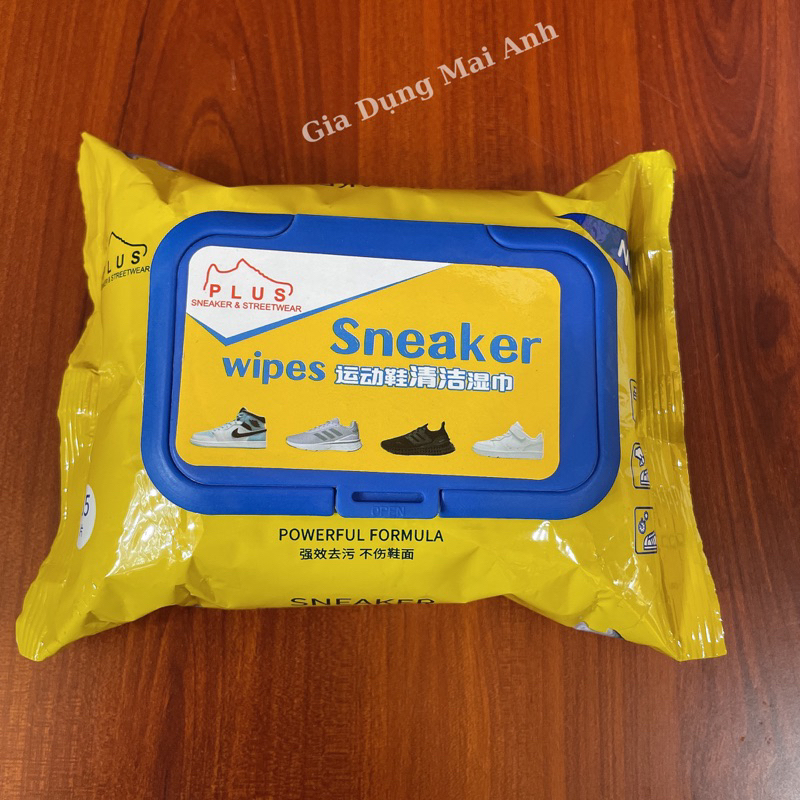 Gia Dụng Mai Anh
PLUS
SNEAKER & STREETWEAR
Sneaker
wipes 运动鞋清洁湿巾
OPEN
POWERFUL FORMULA
强效去污 不伤鞋面
SNEAKER